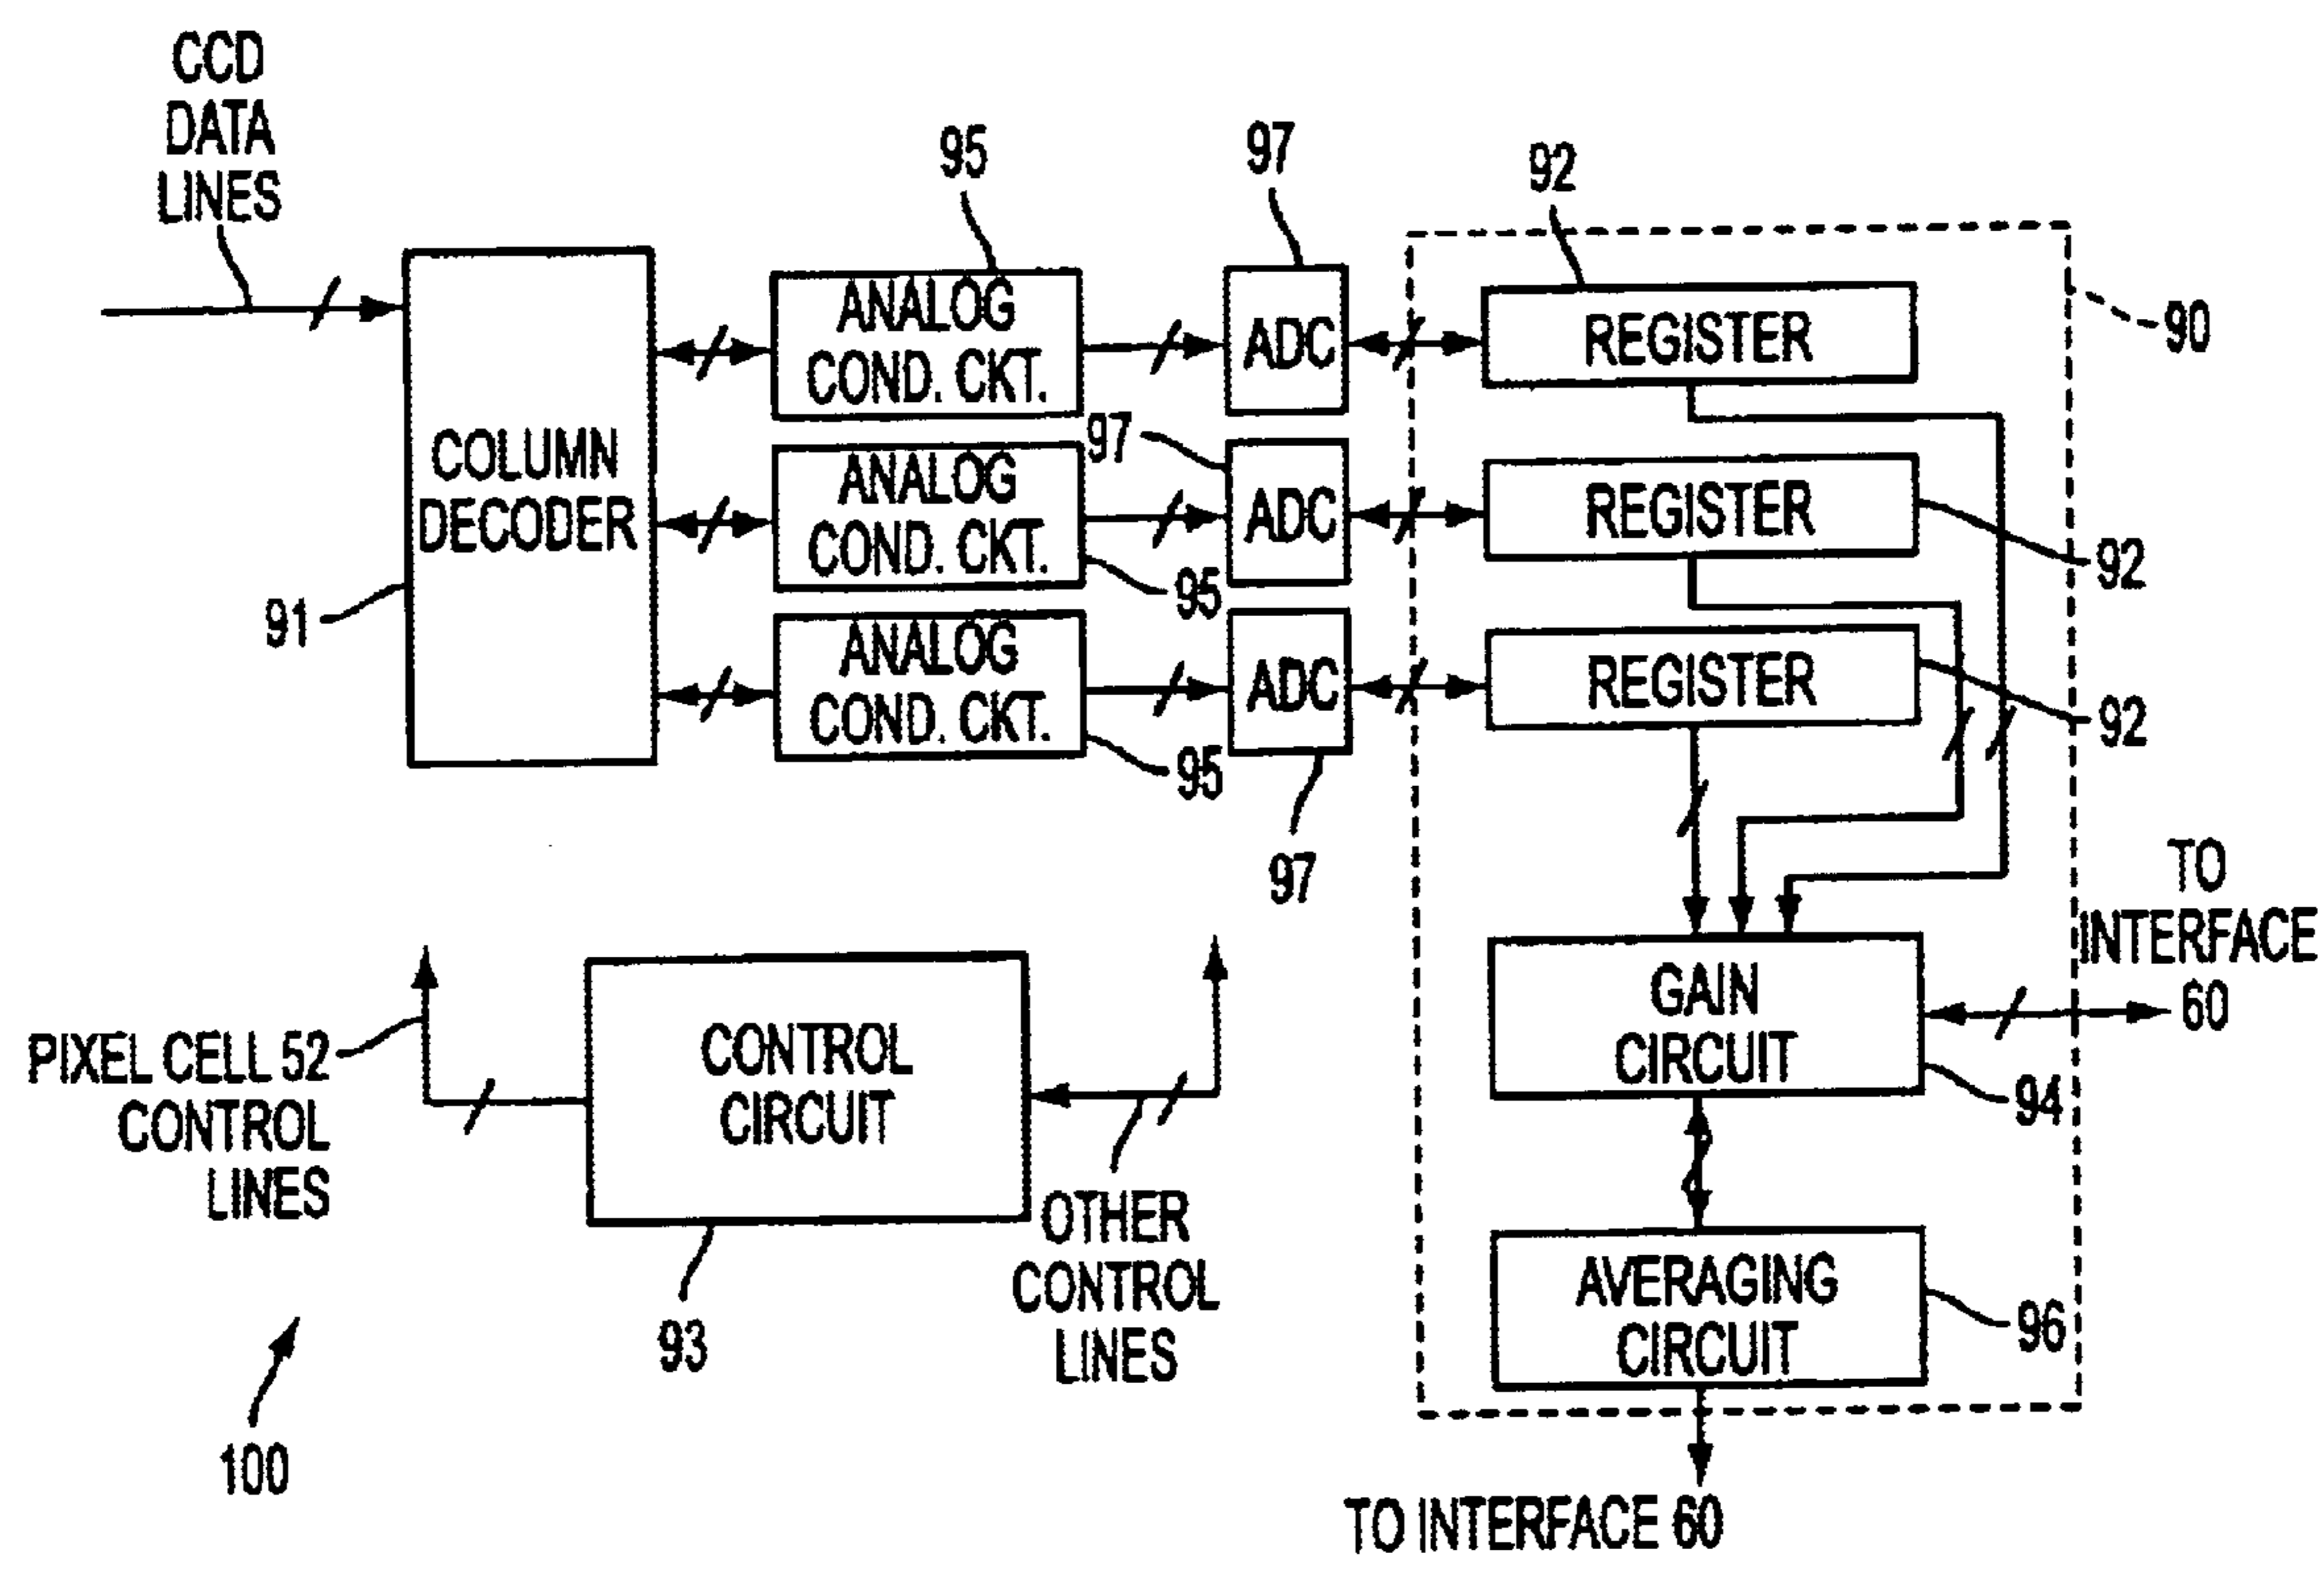 CCD
DATA
LINES
95
97
92
ANALOG
COND. CKT.
ADC
REGISTER
90
COLUMN
DECODER
91
97
ANALOG
COND. CKT.
95
ADC
REGISTER
92
ANALOG
COND. CKT.
95
ADC
97
REGISTER
92
TO
INTERFACE
60
GAIN
CIRCUIT
94
PIXEL CELL 52
CONTROL
LINES
CONTROL
CIRCUIT
93
OTHER
CONTROL
LINES
AVERAGING
CIRCUIT
96
100
TO INTERFACE 60